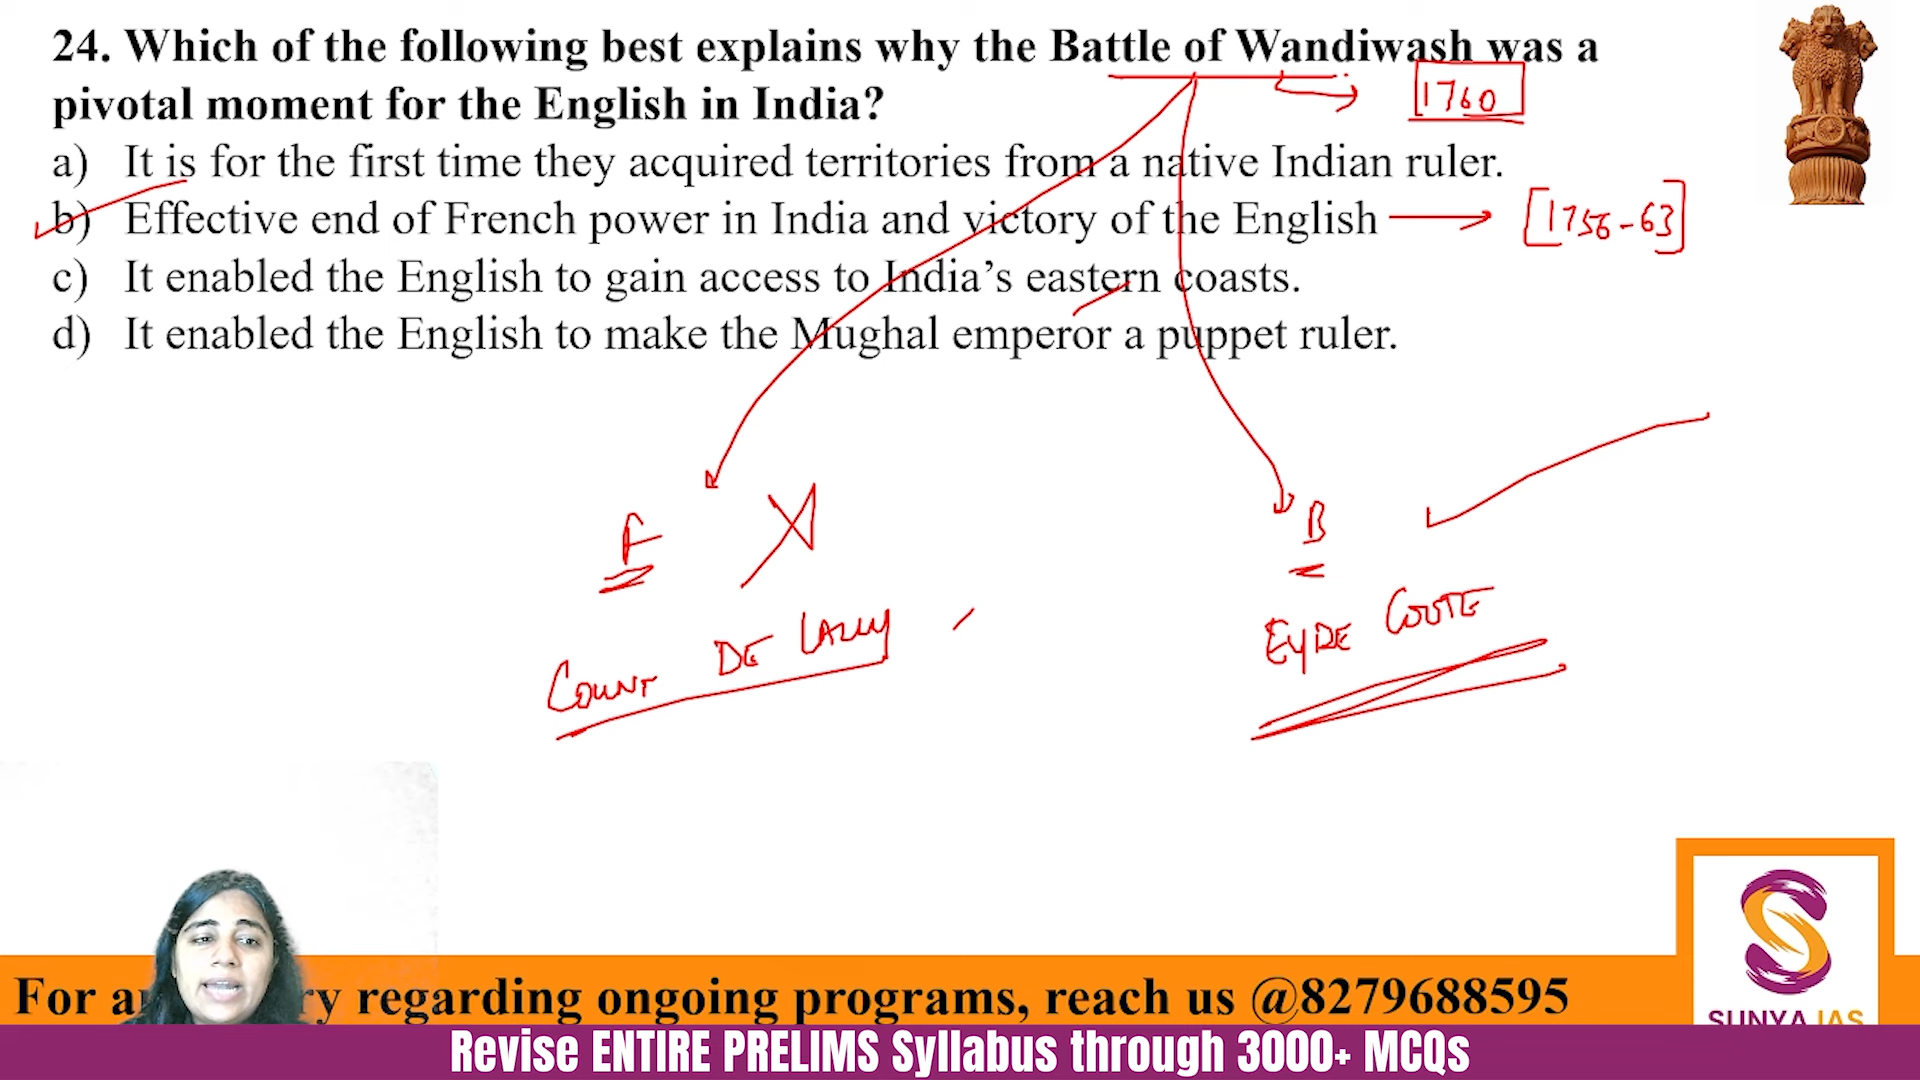 24. Which of the following best explains why the Battle of Wandiwash was a
pivotal moment for the English in India?
1760
a) It is for the first time they acquired territories from a native Indian ruler.
b) Effective end of French power in India and victory of the English
[1756-63]
c) It enabled the English to gain access to India's eastern coasts.
d) It enabled the English to make the Mughal emperor a puppet ruler.
F
B
COUNT DE LALLY
EYRE COOTE
For a ry regarding ongoing programs, reach us @8279688595
SUNYA IAS
Revise ENTIRE PRELIMS Syllabus through 3000+ MCQs